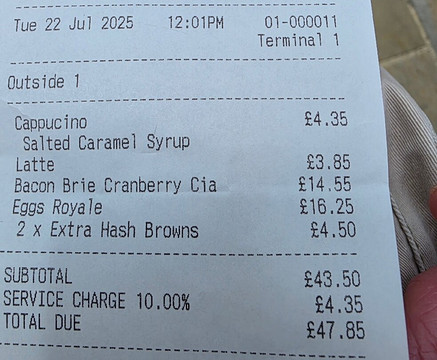 Tue 22 Jul 2025 12:01PM 01-000011
Terminal 1
Outside 1
Cappucino £4.35
Salted Caramel Syrup
Latte £3.85
Bacon Brie Cranberry Cia £14.55
Eggs Royale £16.25
2 x Extra Hash Browns £4.50
SUBTOTAL £43.50
SERVICE CHARGE 10.00% £4.35
TOTAL DUE £47.85